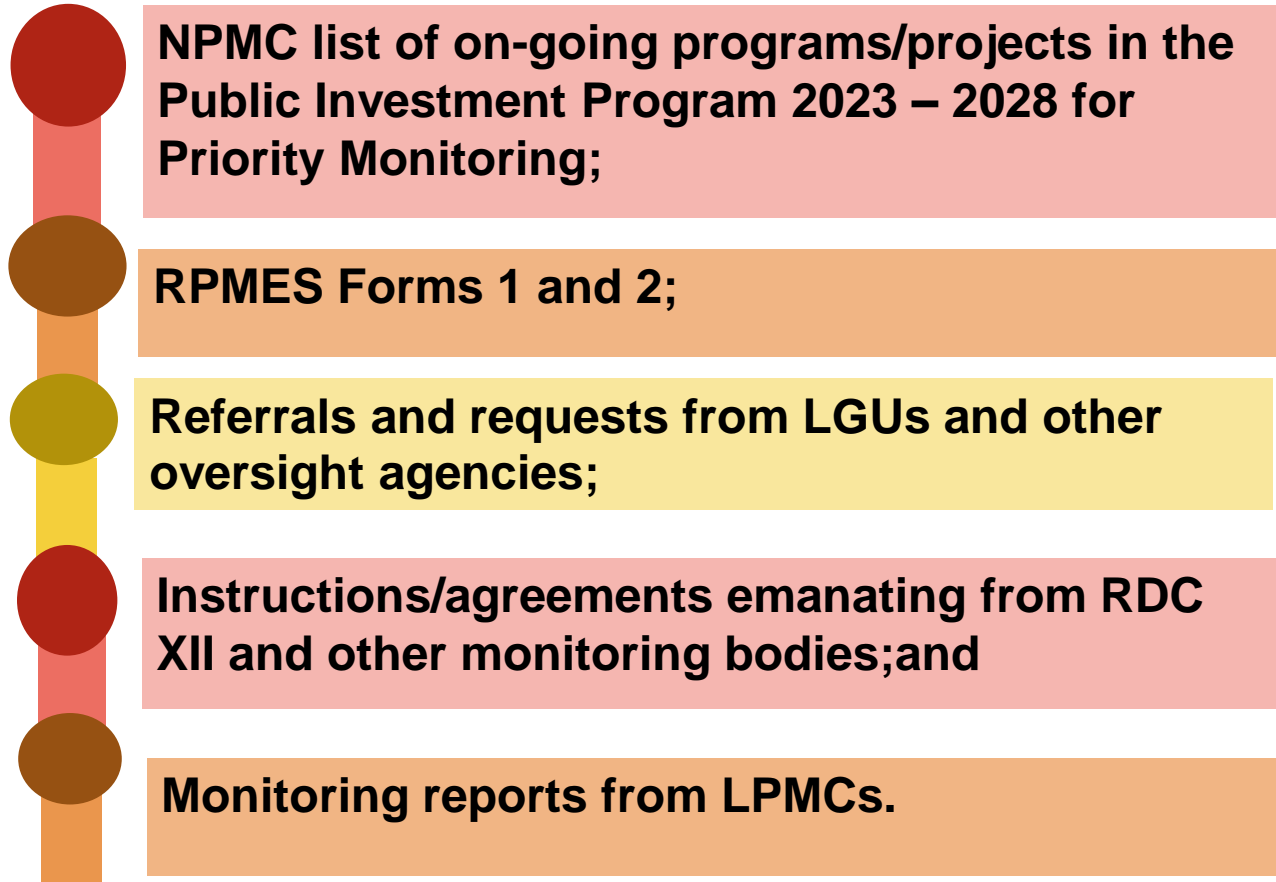 NPMC list of on-going programs/projects in the
Public Investment Program 2023 – 2028 for
Priority Monitoring;
RPMES Forms 1 and 2;
Referrals and requests from LGUs and other
oversight agencies;
Instructions/agreements emanating from RDC
XII and other monitoring bodies;and
Monitoring reports from LPMCs.